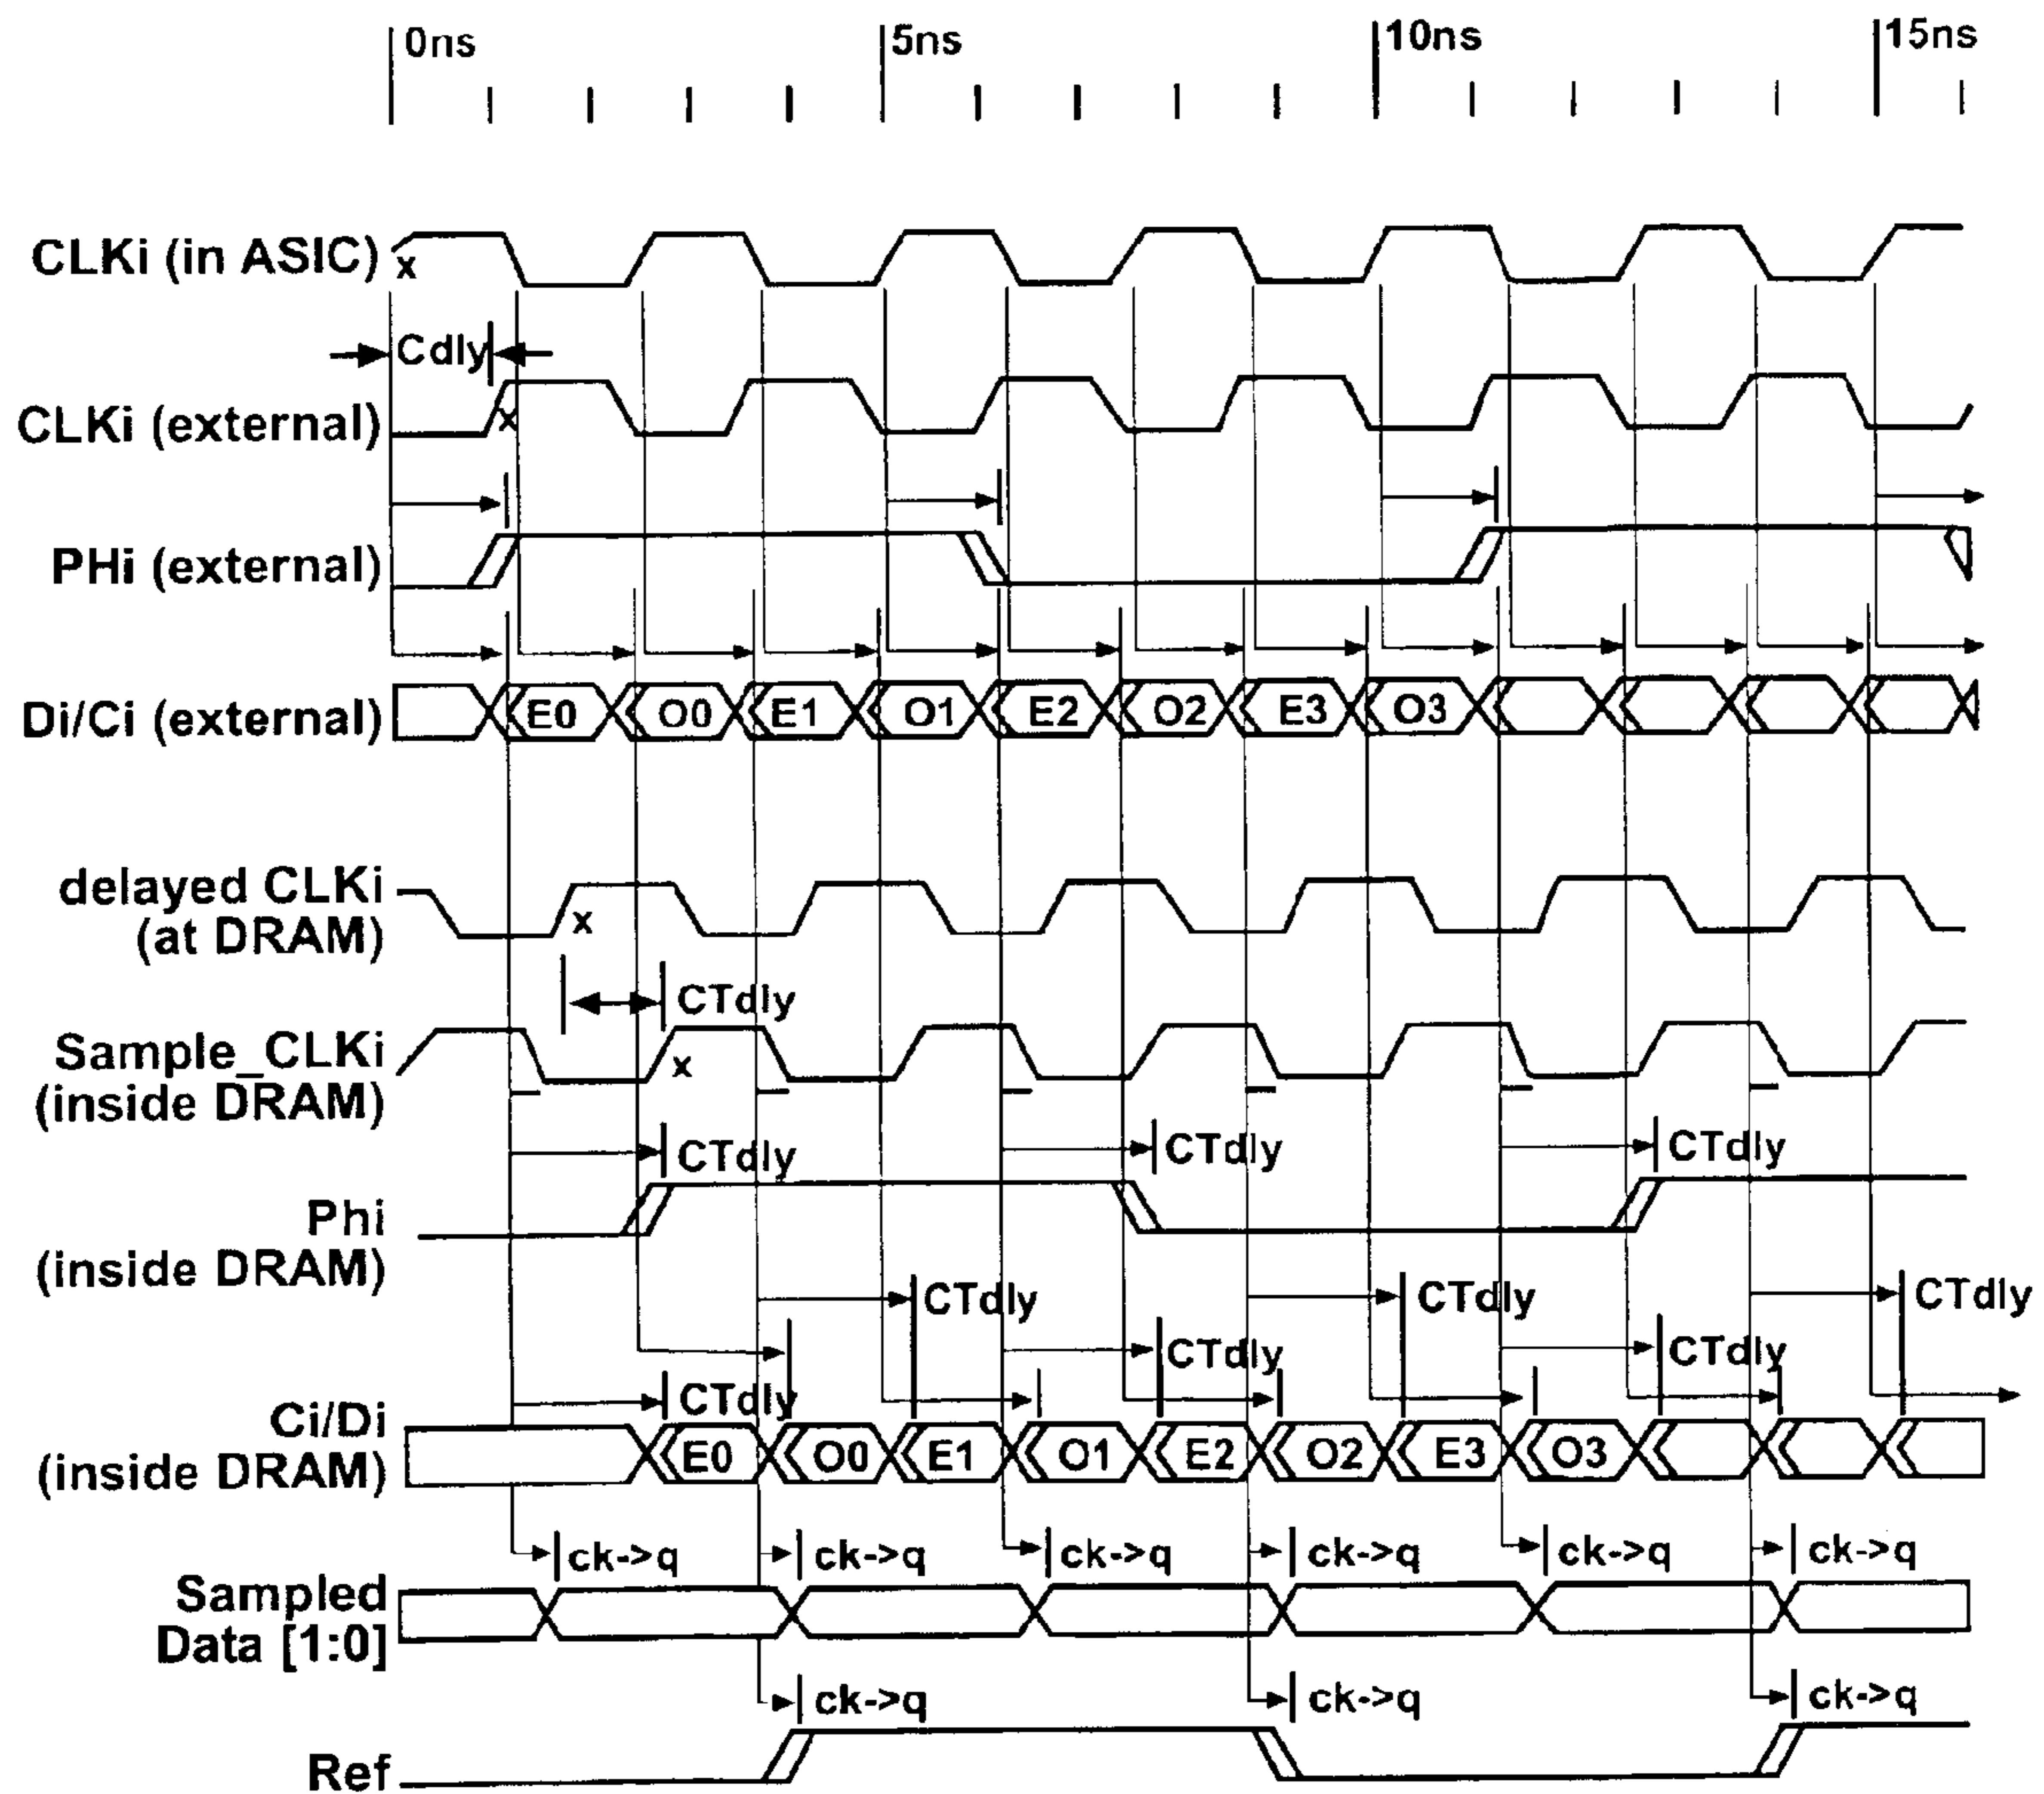 0ns 5ns 10ns 15ns
CLKi (in ASIC) x
Cdly
CLKi (external) x
PHi (external)
Di/Ci (external) E0 O0 E1 O1 E2 O2 E3 O3
delayed CLKi
(at DRAM) x
CTdly
Sample_CLKi
(inside DRAM) x
CTdly CTdly CTdly
Phi
(inside DRAM)
CTdly CTdly CTdly
CTdly CTdly
CTdly
Ci/Di
(inside DRAM) E0 O0 E1 O1 E2 O2 E3 O3
ck->q ck->q ck->q ck->q ck->q ck->q
Sampled
Data [1:0]
ck->q ck->q ck->q
Ref